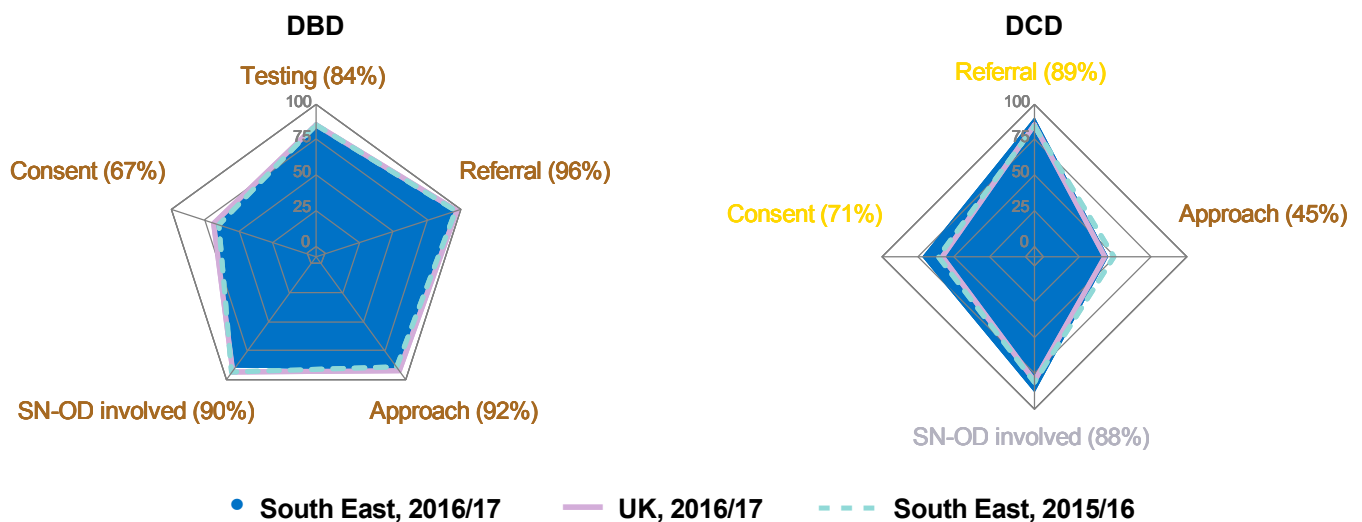 DBD
Testing (84%)
Referral (96%)
Approach (92%)
SN-OD involved (90%)
Consent (67%)
100
75
50
25
0
DCD
Referral (89%)
Approach (45%)
SN-OD involved (88%)
Consent (71%)
100
75
50
25
0
South East, 2016/17
UK, 2016/17
South East, 2015/16